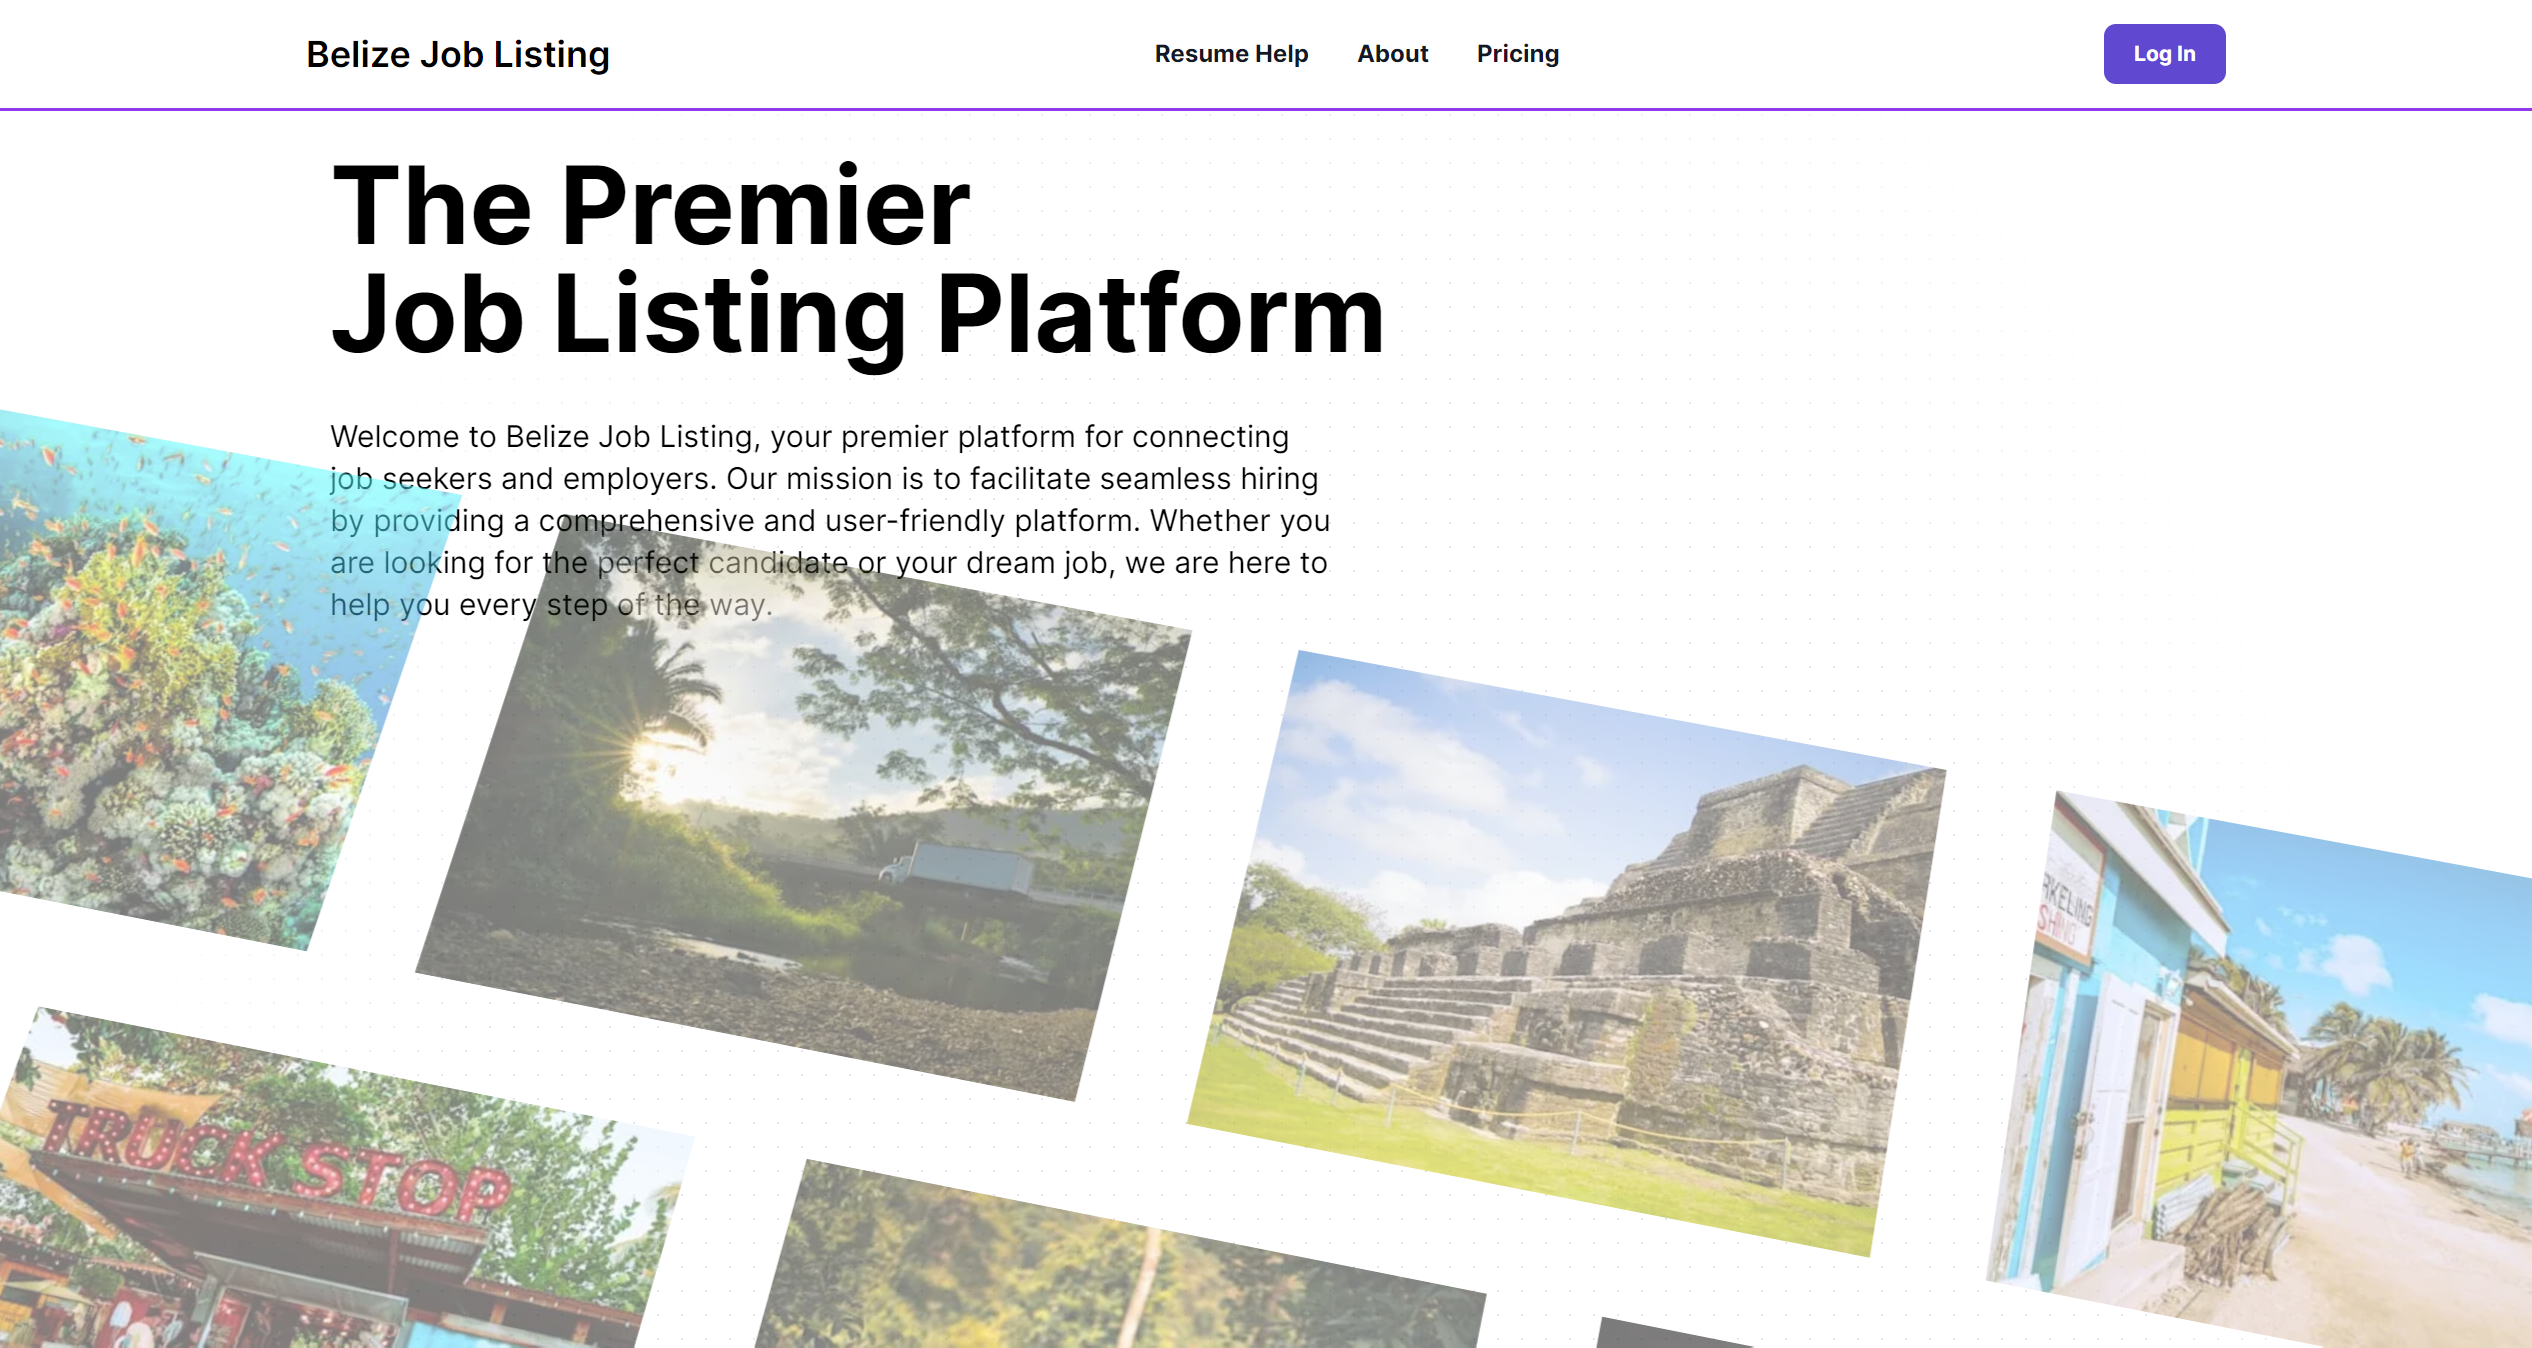 Belize Job Listing
Resume Help About Pricing
Log In
The Premier
Job Listing Platform
Welcome to Belize Job Listing, your premier platform for connecting
job seekers and employers. Our mission is to facilitate seamless hiring
by providing a comprehensive and user-friendly platform. Whether you
are looking for the perfect candidate or your dream job, we are here to
help you every step of the way.
TRUCK STOP
RKELING
SHING